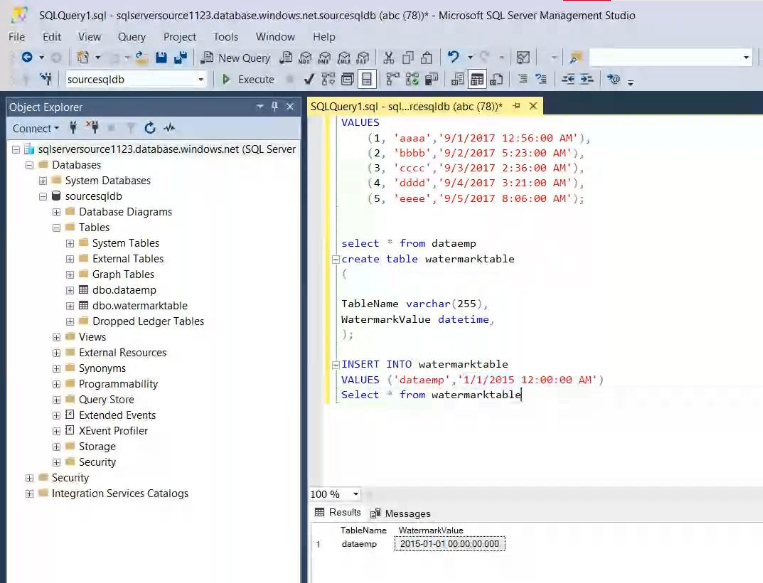 SQLQuery1.sql - sqlserversource1123.database.windows.net.sourcesqldb (abc (78))* - Microsoft SQL Server Management Studio
File Edit View Query Project Tools Window Help
New Query
sourcesqldb Execute
Object Explorer
Connect
sqlserversource1123.database.windows.net (SQL Server
Databases
System Databases
sourcesqldb
Database Diagrams
Tables
System Tables
External Tables
Graph Tables
dbo.dataemp
dbo.watermarktable
Dropped Ledger Tables
Views
External Resources
Synonyms
Programmability
Query Store
Extended Events
XEvent Profiler
Storage
Security
Security
Integration Services Catalogs
SQLQuery1.sql - sql...rcesqldb (abc (78))*
VALUES
(1, 'aaaa','9/1/2017 12:56:00 AM'),
(2, 'bbbb','9/2/2017 5:23:00 AM'),
(3, 'cccc','9/3/2017 2:36:00 AM'),
(4, 'dddd','9/4/2017 3:21:00 AM'),
(5, 'eeee','9/5/2017 8:06:00 AM');
select * from dataemp
create table watermarktable
(
TableName varchar(255),
WatermarkValue datetime,
);
INSERT INTO watermarktable
VALUES ('dataemp','1/1/2015 12:00:00 AM')
Select * from watermarktable
100 %
Results Messages
TableName WatermarkValue
1 dataemp 2015-01-01 00:00:00.000